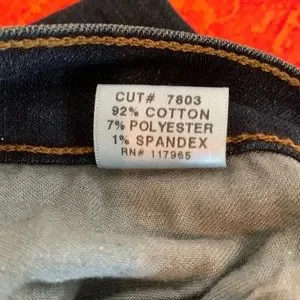 CUT# 7803
92% COTTON
7% POLYESTER
1% SPANDEX
RN# 117965